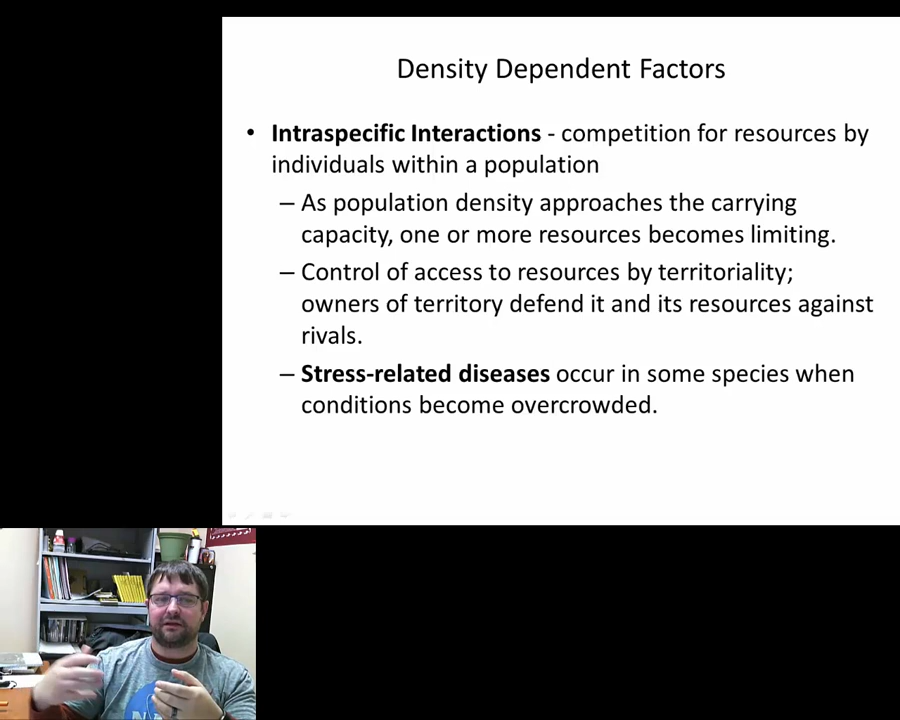 Density Dependent Factors
• Intraspecific Interactions - competition for resources by
individuals within a population
– As population density approaches the carrying
capacity, one or more resources becomes limiting.
– Control of access to resources by territoriality;
owners of territory defend it and its resources against
rivals.
– Stress-related diseases occur in some species when
conditions become overcrowded.